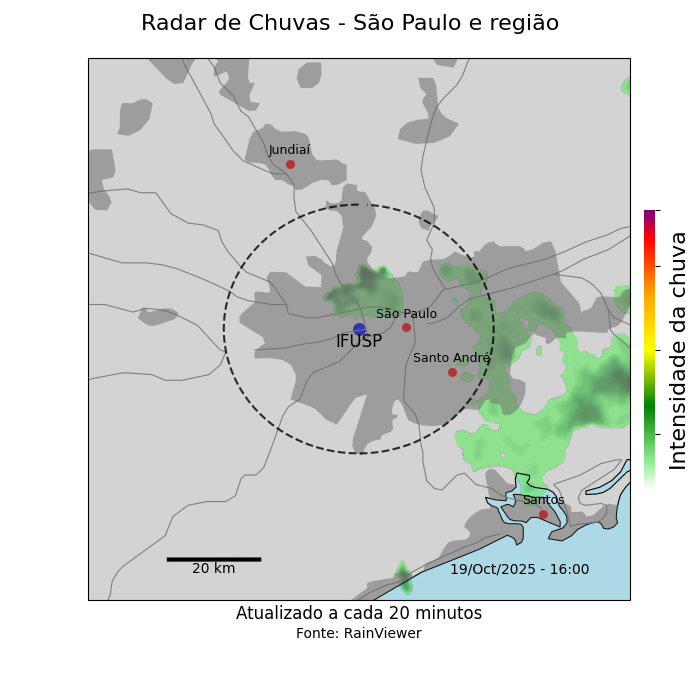 Radar de Chuvas - São Paulo e região
Jundiaí
São Paulo
IFUSP
Santo André
Santos
20 km
19/Oct/2025 - 16:00
Intensidade da chuva
Atualizado a cada 20 minutos
Fonte: RainViewer